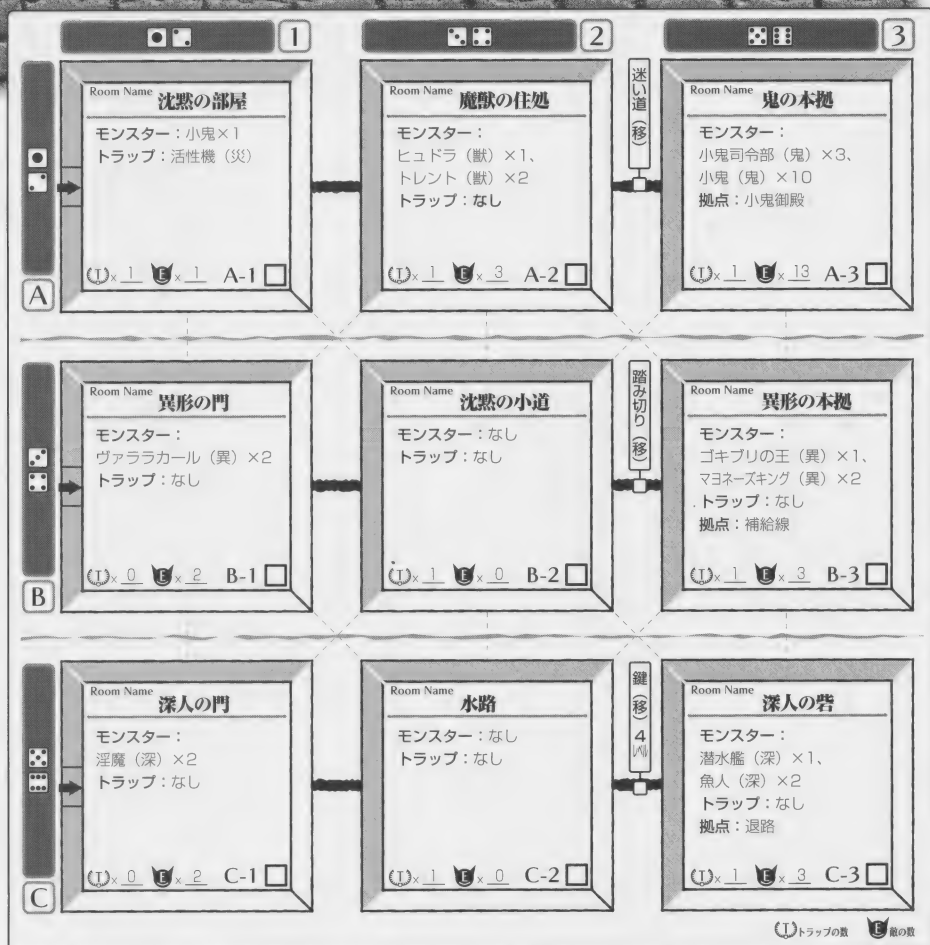 1
2
3
A
Room Name
沈黙の部屋
モンスター：小鬼×1
トラップ：活性機（災）
T× 1 E× 1 A-1
Room Name
魔獣の住処
モンスター：
ヒュドラ（獣）×1、
トレント（獣）×2
トラップ：なし
T× 1 E× 3 A-2
迷い道（移）
Room Name
鬼の本拠
モンスター：
小鬼司令部（鬼）×3、
小鬼（鬼）×10
拠点：小鬼御殿
T× 1 E× 13 A-3
B
Room Name
異形の門
モンスター：
ヴァララカール（異）×2
トラップ：なし
T× 0 E× 2 B-1
Room Name
沈黙の小道
モンスター：なし
トラップ：なし
T× 1 E× 0 B-2
踏み切り（移）
Room Name
異形の本拠
モンスター：
ゴキブリの王（異）×1、
マヨネーズキング（異）×2
トラップ：なし
拠点：補給線
T× 1 E× 3 B-3
C
Room Name
深人の門
モンスター：
淫魔（深）×2
トラップ：なし
T× 0 E× 2 C-1
Room Name
水路
モンスター：なし
トラップ：なし
T× 1 E× 0 C-2
鍵（移）4レベル
Room Name
深人の砦
モンスター：
潜水艦（深）×1、
魚人（深）×2
トラップ：なし
拠点：退路
T× 1 E× 3 C-3
T トラップの数 E 敵の数